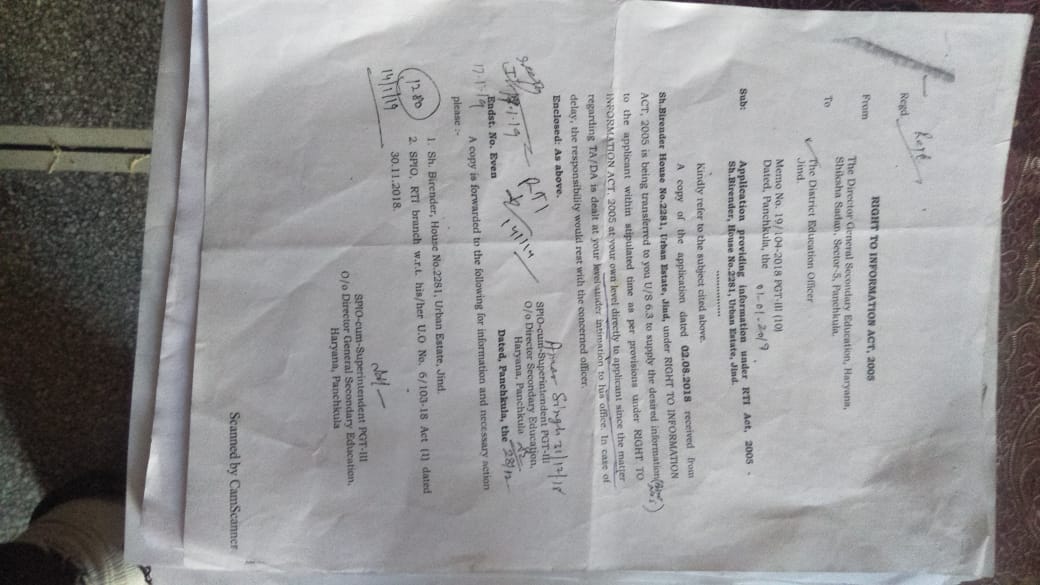 Regd
RIGHT TO INFORMATION ACT, 2005
From
The Director General Secondary Education, Haryana,
Shiksha Sadan, Sector-5, Panchkula.
To
The District Education Officer
Jind.
Memo No. 19/104-2018 PGT-III (10)
Dated, Panchkula, the 01-01-2019
Sub: Application providing information under RTI Act, 2005 -
Sh.Birender, House No.2281, Urban Estate, Jind.
Kindly refer to the subject cited above.
A copy of the application dated 02.08.2018 received from
Sh.Birender House No.2281, Urban Estate, Jind, under RIGHT TO INFORMATION
ACT, 2005 is being transferred to you U/S 6.3 to supply the desired information
to the applicant within stipulated time as per provisions under RIGHT TO
INFORMATION ACT, 2005 at your own level directly to applicant since the matter
regarding TA/DA is dealt at your level under intimation to his office. In case of
delay, the responsibility would rest with the concerned officer.
Enclosed: As above.
Amar Singh 31/12/18
SPIO-cum-Superintendent PGT-III
O/o Director Secondary Education,
Haryana, Panchkula
RTI
14/1/19
17-1-19
Endst. No. Even Dated, Panchkula, the
A copy is forwarded to the following for information and necessary action
please :-
1. Sh. Birender, House No.2281, Urban Estate, Jind.
2. SPIO, RTI branch w.r.t. his/her U.O No. 6/103-18 Act (1) dated
30.11.2018.
1280
14/1/19
SPIO-cum-Superintendent PGT-III
O/o Director General Secondary Education,
Haryana, Panchkula
Scanned by CamScanner